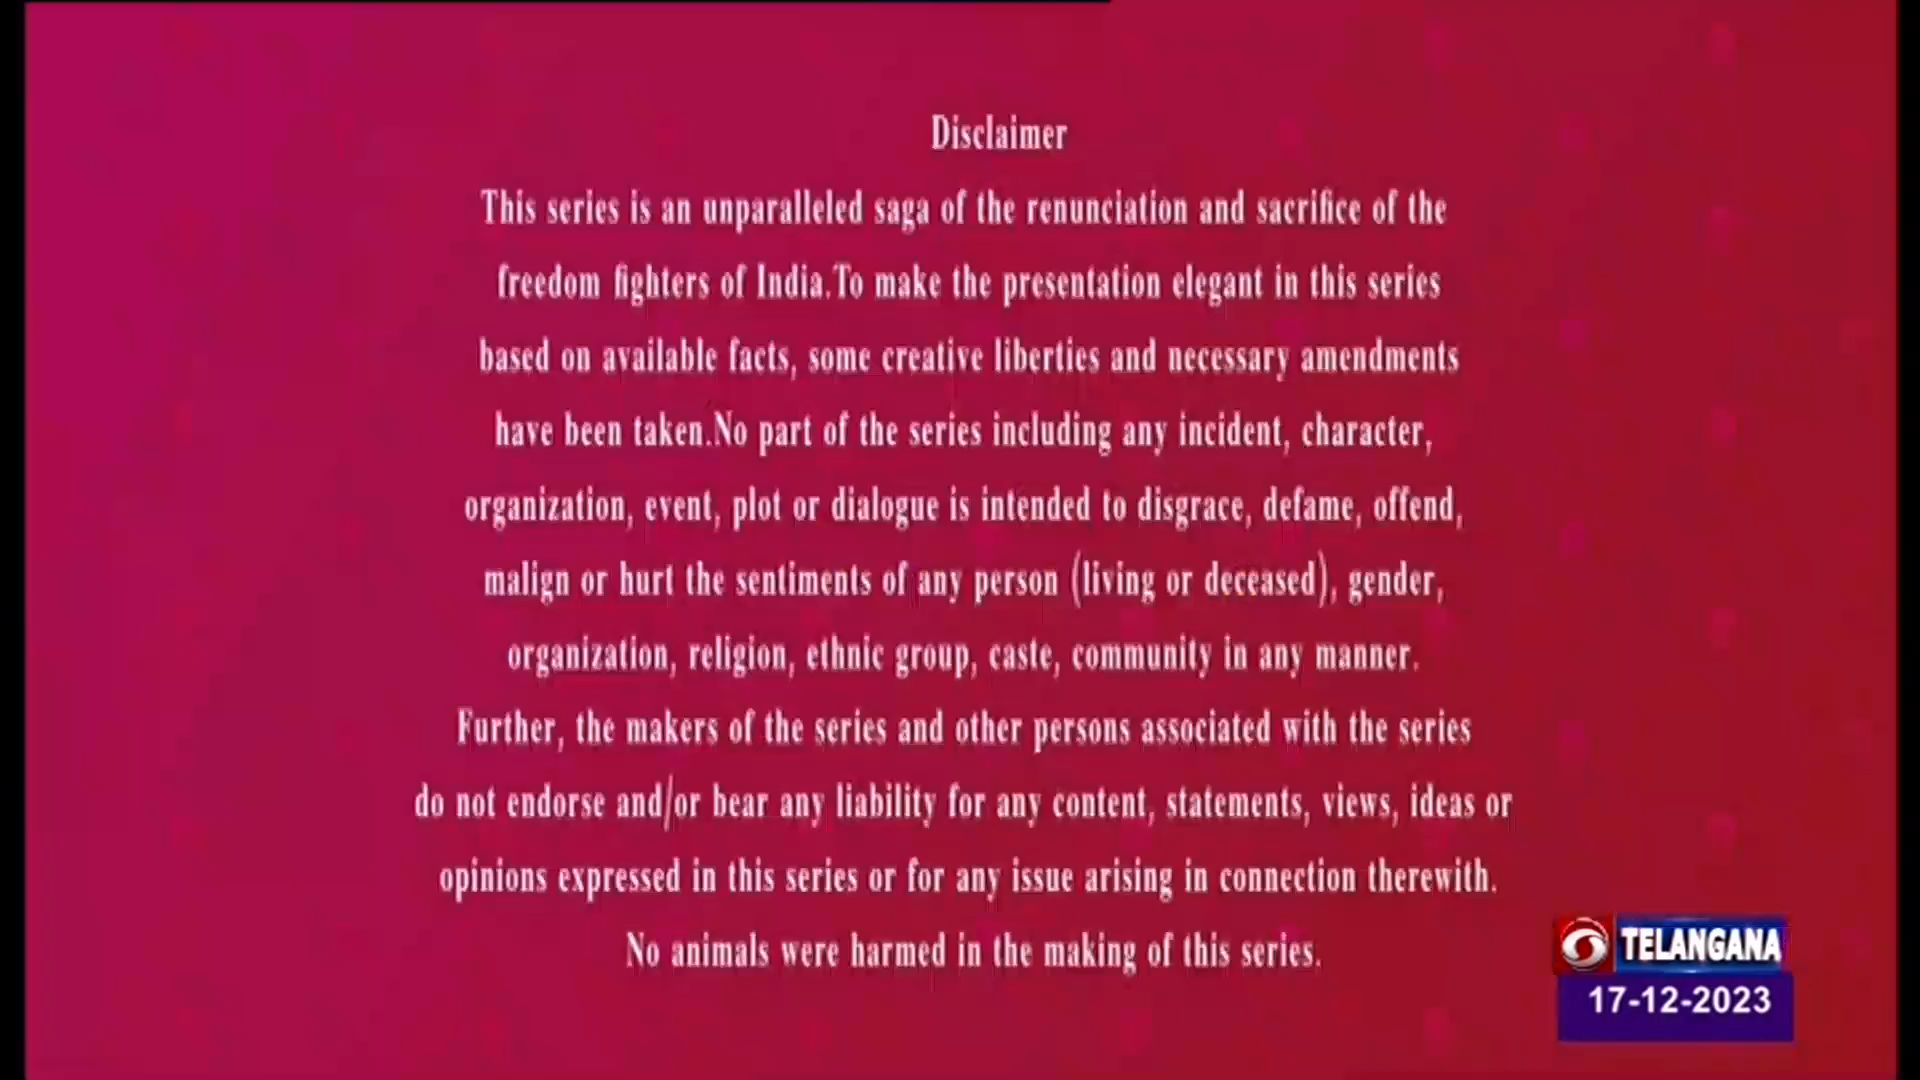 Disclaimer
This series is an unparalleled saga of the renunciation and sacrifice of the
freedom fighters of India.To make the presentation elegant in this series
based on available facts, some creative liberties and necessary amendments
have been taken.No part of the series including any incident, character,
organization, event, plot or dialogue is intended to disgrace, defame, offend,
malign or hurt the sentiments of any person (living or deceased), gender,
organization, religion, ethnic group, caste, community in any manner.
Further, the makers of the series and other persons associated with the series
do not endorse and/or bear any liability for any content, statements, views, ideas or
opinions expressed in this series or for any issue arising in connection therewith.
No animals were harmed in the making of this series.
TELANGANA
17-12-2023